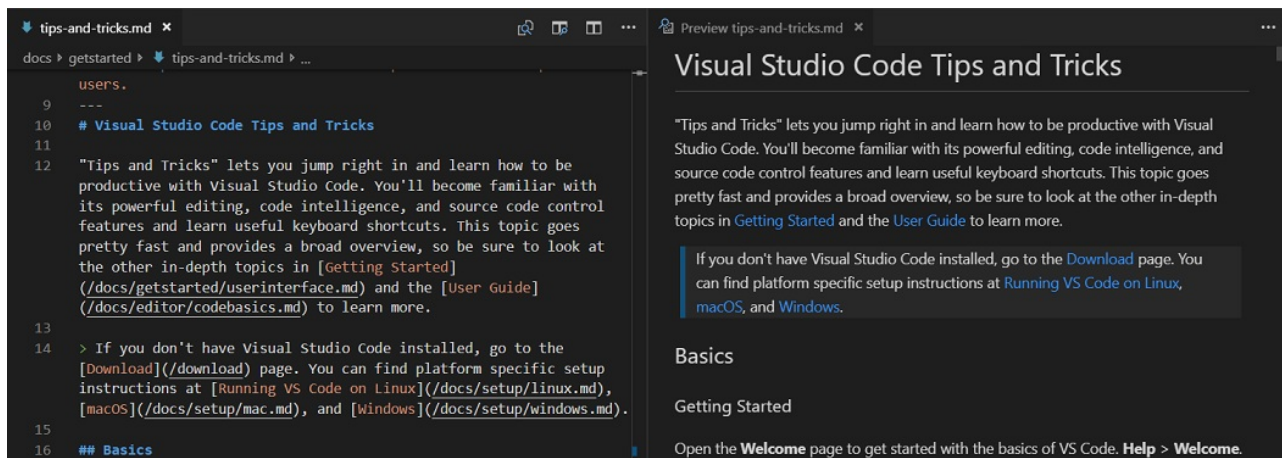 tips-and-tricks.md ×
docs › getstarted › tips-and-tricks.md › ...
users.
9 ---
10 # Visual Studio Code Tips and Tricks
11
12 "Tips and Tricks" lets you jump right in and learn how to be
productive with Visual Studio Code. You'll become familiar with
its powerful editing, code intelligence, and source code control
features and learn useful keyboard shortcuts. This topic goes
pretty fast and provides a broad overview, so be sure to look at
the other in-depth topics in [Getting Started]
(/docs/getstarted/userinterface.md) and the [User Guide]
(/docs/editor/codebasics.md) to learn more.
13
14 > If you don't have Visual Studio Code installed, go to the
[Download](/download) page. You can find platform specific setup
instructions at [Running VS Code on Linux](/docs/setup/linux.md),
[macOS](/docs/setup/mac.md), and [Windows](/docs/setup/windows.md).
15
16 ## Basics
Preview tips-and-tricks.md ×
Visual Studio Code Tips and Tricks
"Tips and Tricks" lets you jump right in and learn how to be productive with Visual
Studio Code. You'll become familiar with its powerful editing, code intelligence, and
source code control features and learn useful keyboard shortcuts. This topic goes
pretty fast and provides a broad overview, so be sure to look at the other in-depth
topics in Getting Started and the User Guide to learn more.
If you don't have Visual Studio Code installed, go to the Download page. You
can find platform specific setup instructions at Running VS Code on Linux,
macOS, and Windows.
Basics
Getting Started
Open the Welcome page to get started with the basics of VS Code. Help > Welcome.